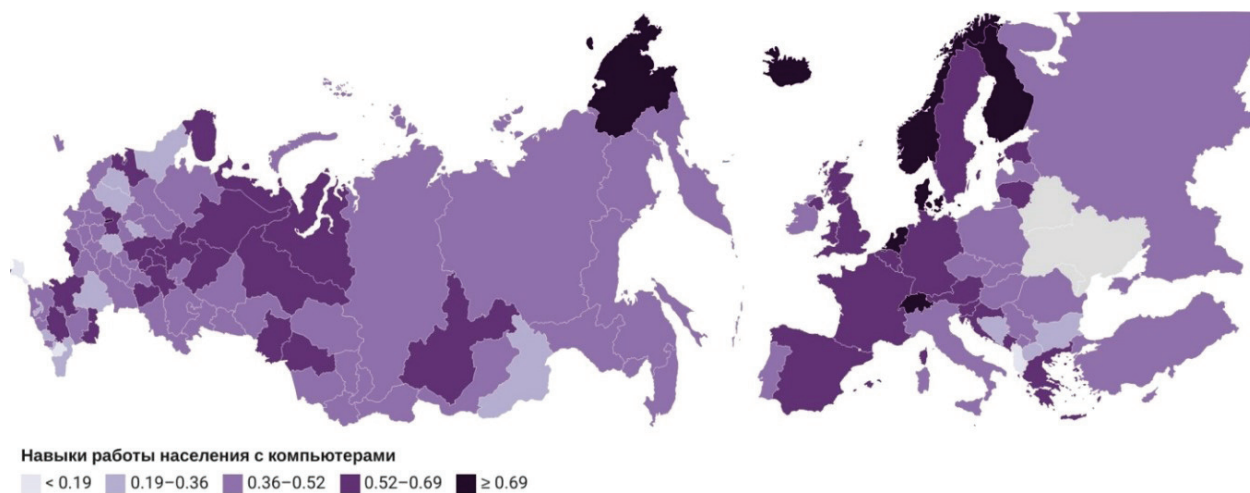 Навыки работы населения с компьютерами
< 0.19 0.19–0.36 0.36–0.52 0.52–0.69 ≥ 0.69